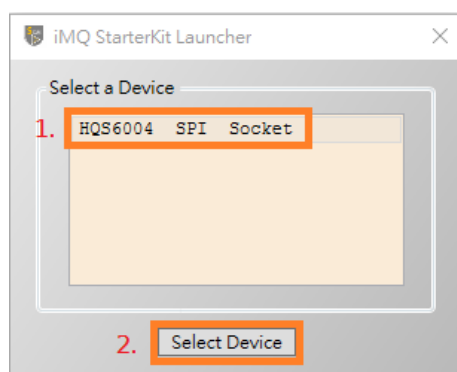 iMQ StarterKit Launcher
Select a Device
1. HQS6004 SPI Socket
2. Select Device